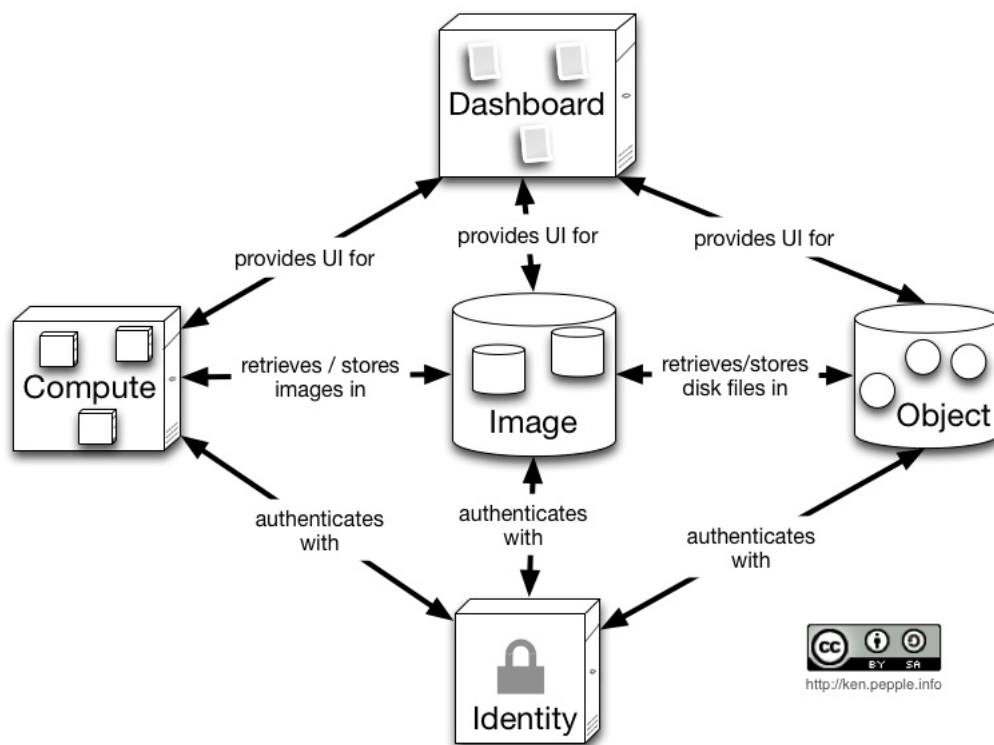 Dashboard
provides UI for
provides UI for
provides UI for
Compute
retrieves / stores
images in
Image
retrieves/stores
disk files in
Object
authenticates
with
authenticates
with
authenticates
with
Identity
cc
BY SA
http://ken.pepple.info